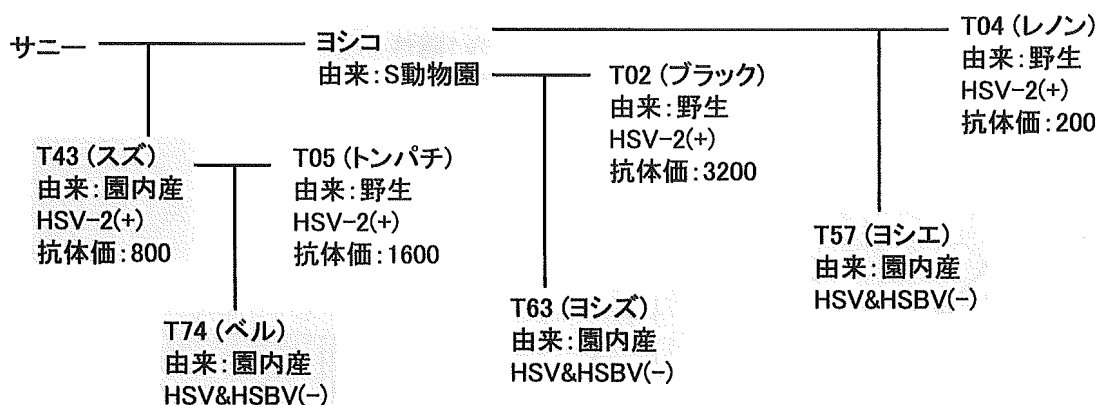 サニー
ヨシコ
由来:S動物園
T04 (レノン)
由来:野生
HSV-2(+)
抗体価:200
T02 (ブラック)
由来:野生
HSV-2(+)
抗体価:3200
T43 (スズ)
由来:園内産
HSV-2(+)
抗体価:800
T05 (トンパチ)
由来:野生
HSV-2(+)
抗体価:1600
T57 (ヨシエ)
由来:園内産
HSV&HSBV(-)
T63 (ヨシズ)
由来:園内産
HSV&HSBV(-)
T74 (ベル)
由来:園内産
HSV&HSBV(-)